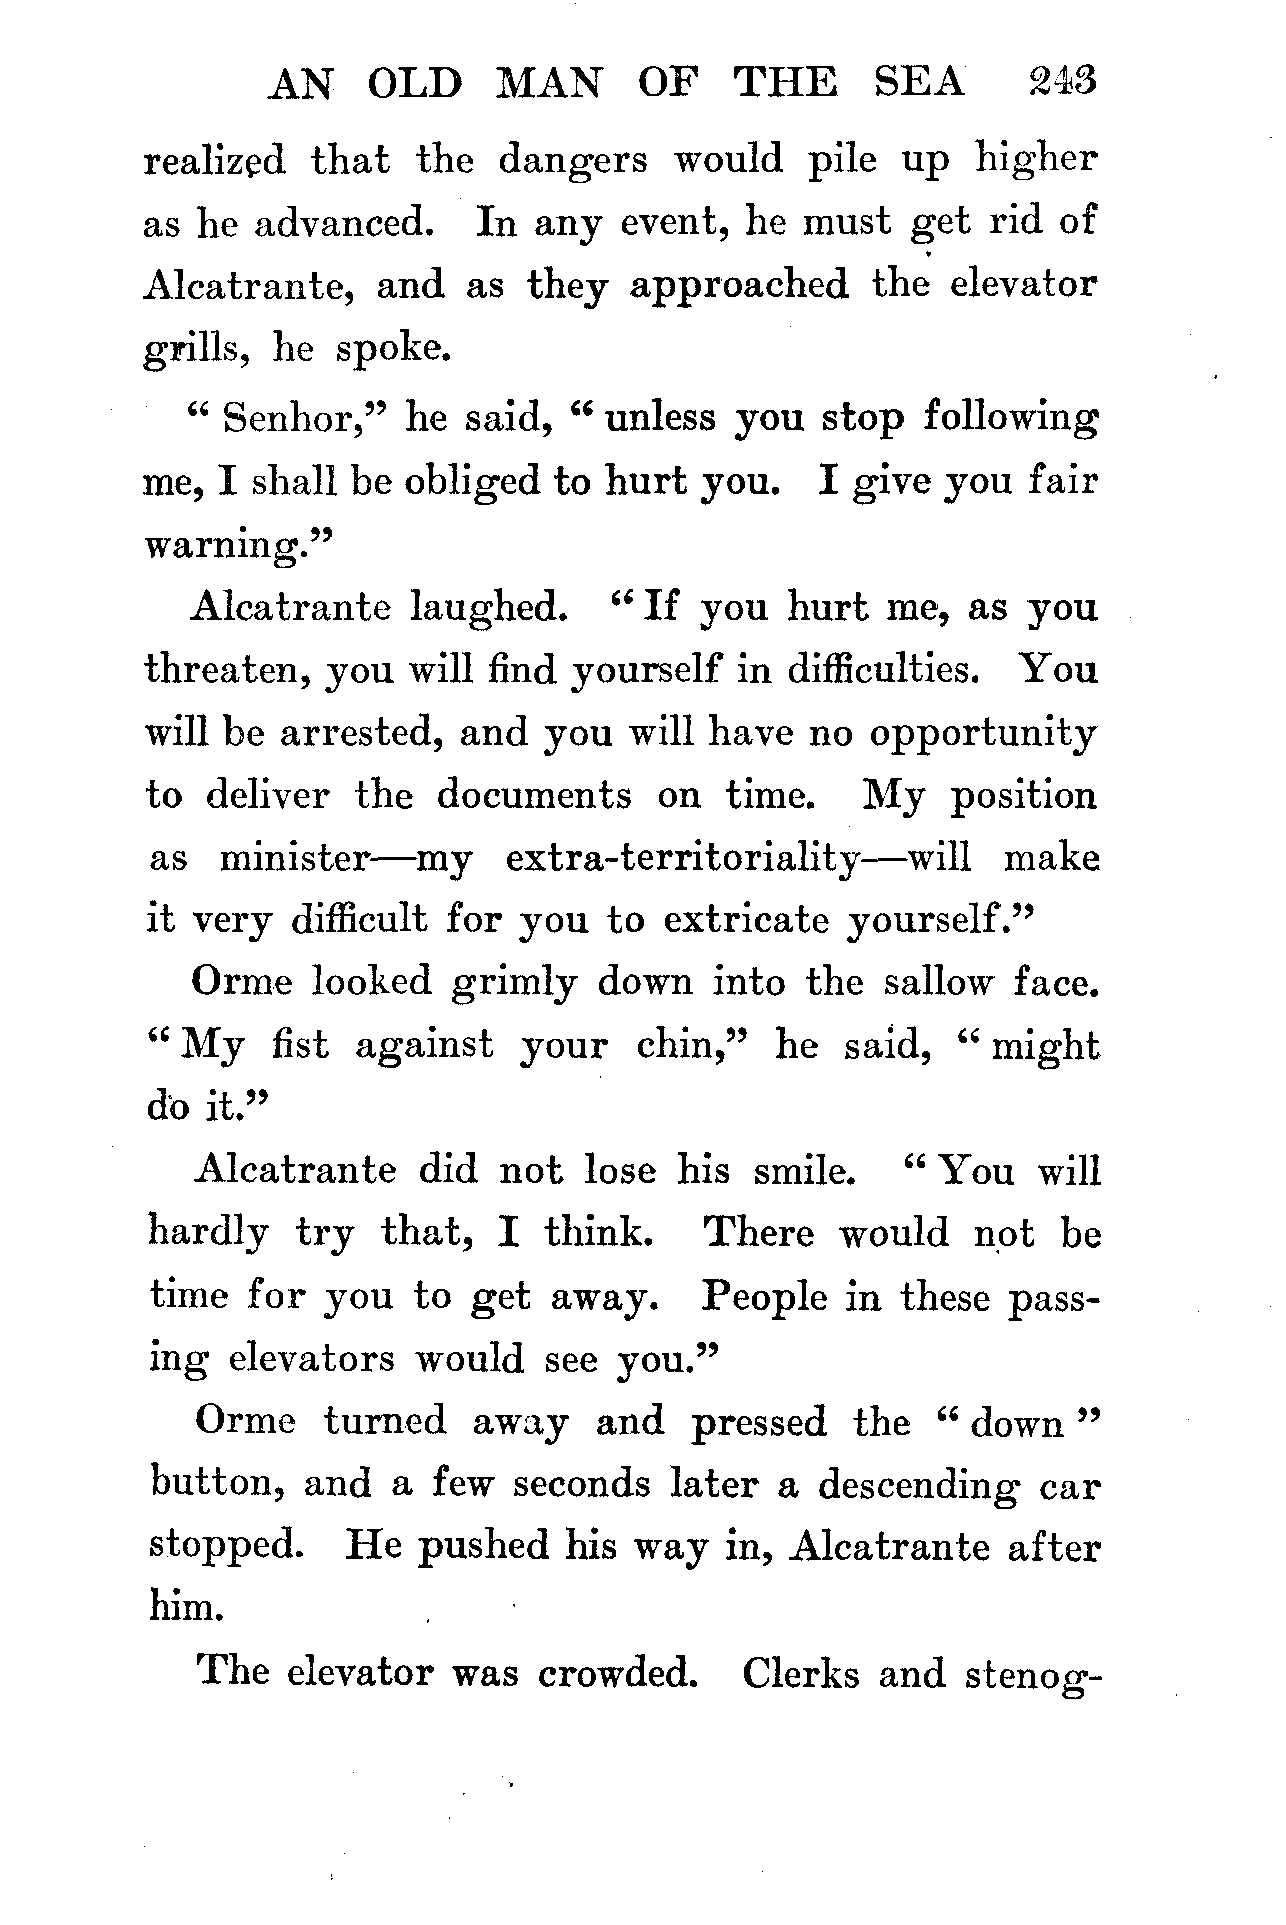 AN OLD MAN OF THE SEA 243
realized that the dangers would pile up higher
as he advanced. In any event, he must get rid of
Alcatrante, and as they approached the elevator
grills, he spoke.
“ Senhor,” he said, “ unless you stop following
me, I shall be obliged to hurt you. I give you fair
warning.”
Alcatrante laughed. “ If you hurt me, as you
threaten, you will find yourself in difficulties. You
will be arrested, and you will have no opportunity
to deliver the documents on time. My position
as minister—my extra-territoriality—will make
it very difficult for you to extricate yourself.”
Orme looked grimly down into the sallow face.
“ My fist against your chin,” he said, “ might
do it.”
Alcatrante did not lose his smile. “ You will
hardly try that, I think. There would not be
time for you to get away. People in these pass-
ing elevators would see you.”
Orme turned away and pressed the “ down ”
button, and a few seconds later a descending car
stopped. He pushed his way in, Alcatrante after
him.
The elevator was crowded. Clerks and stenog-